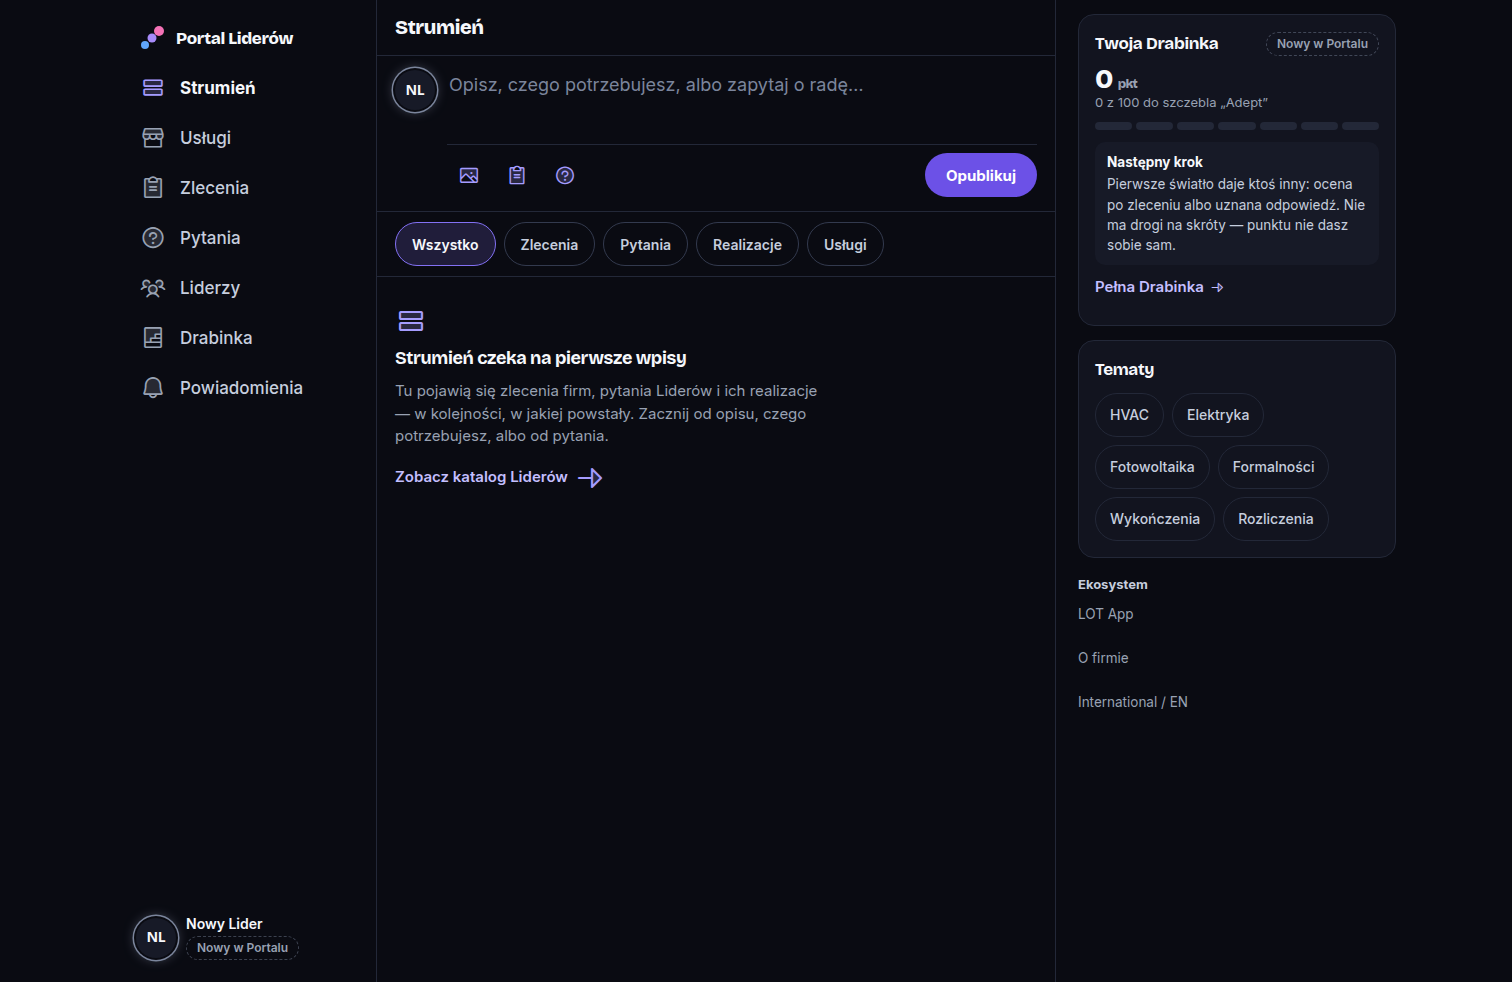 Portal Liderów
Strumień
Usługi
Zlecenia
Pytania
Liderzy
Drabinka
Powiadomienia
NL
Nowy Lider
Nowy w Portalu
Strumień
NL
Opisz, czego potrzebujesz, albo zapytaj o radę...
Opublikuj
Wszystko
Zlecenia
Pytania
Realizacje
Usługi
Strumień czeka na pierwsze wpisy
Tu pojawią się zlecenia firm, pytania Liderów i ich realizacje
— w kolejności, w jakiej powstały. Zacznij od opisu, czego
potrzebujesz, albo od pytania.
Zobacz katalog Liderów
Twoja Drabinka
Nowy w Portalu
0 pkt
0 z 100 do szczebla „Adept”
Następny krok
Pierwsze światło daje ktoś inny: ocena
po zleceniu albo uznana odpowiedź. Nie
ma drogi na skróty — punktu nie dasz
sobie sam.
Pełna Drabinka
Tematy
HVAC
Elektryka
Fotowoltaika
Formalności
Wykończenia
Rozliczenia
Ekosystem
LOT App
O firmie
International / EN